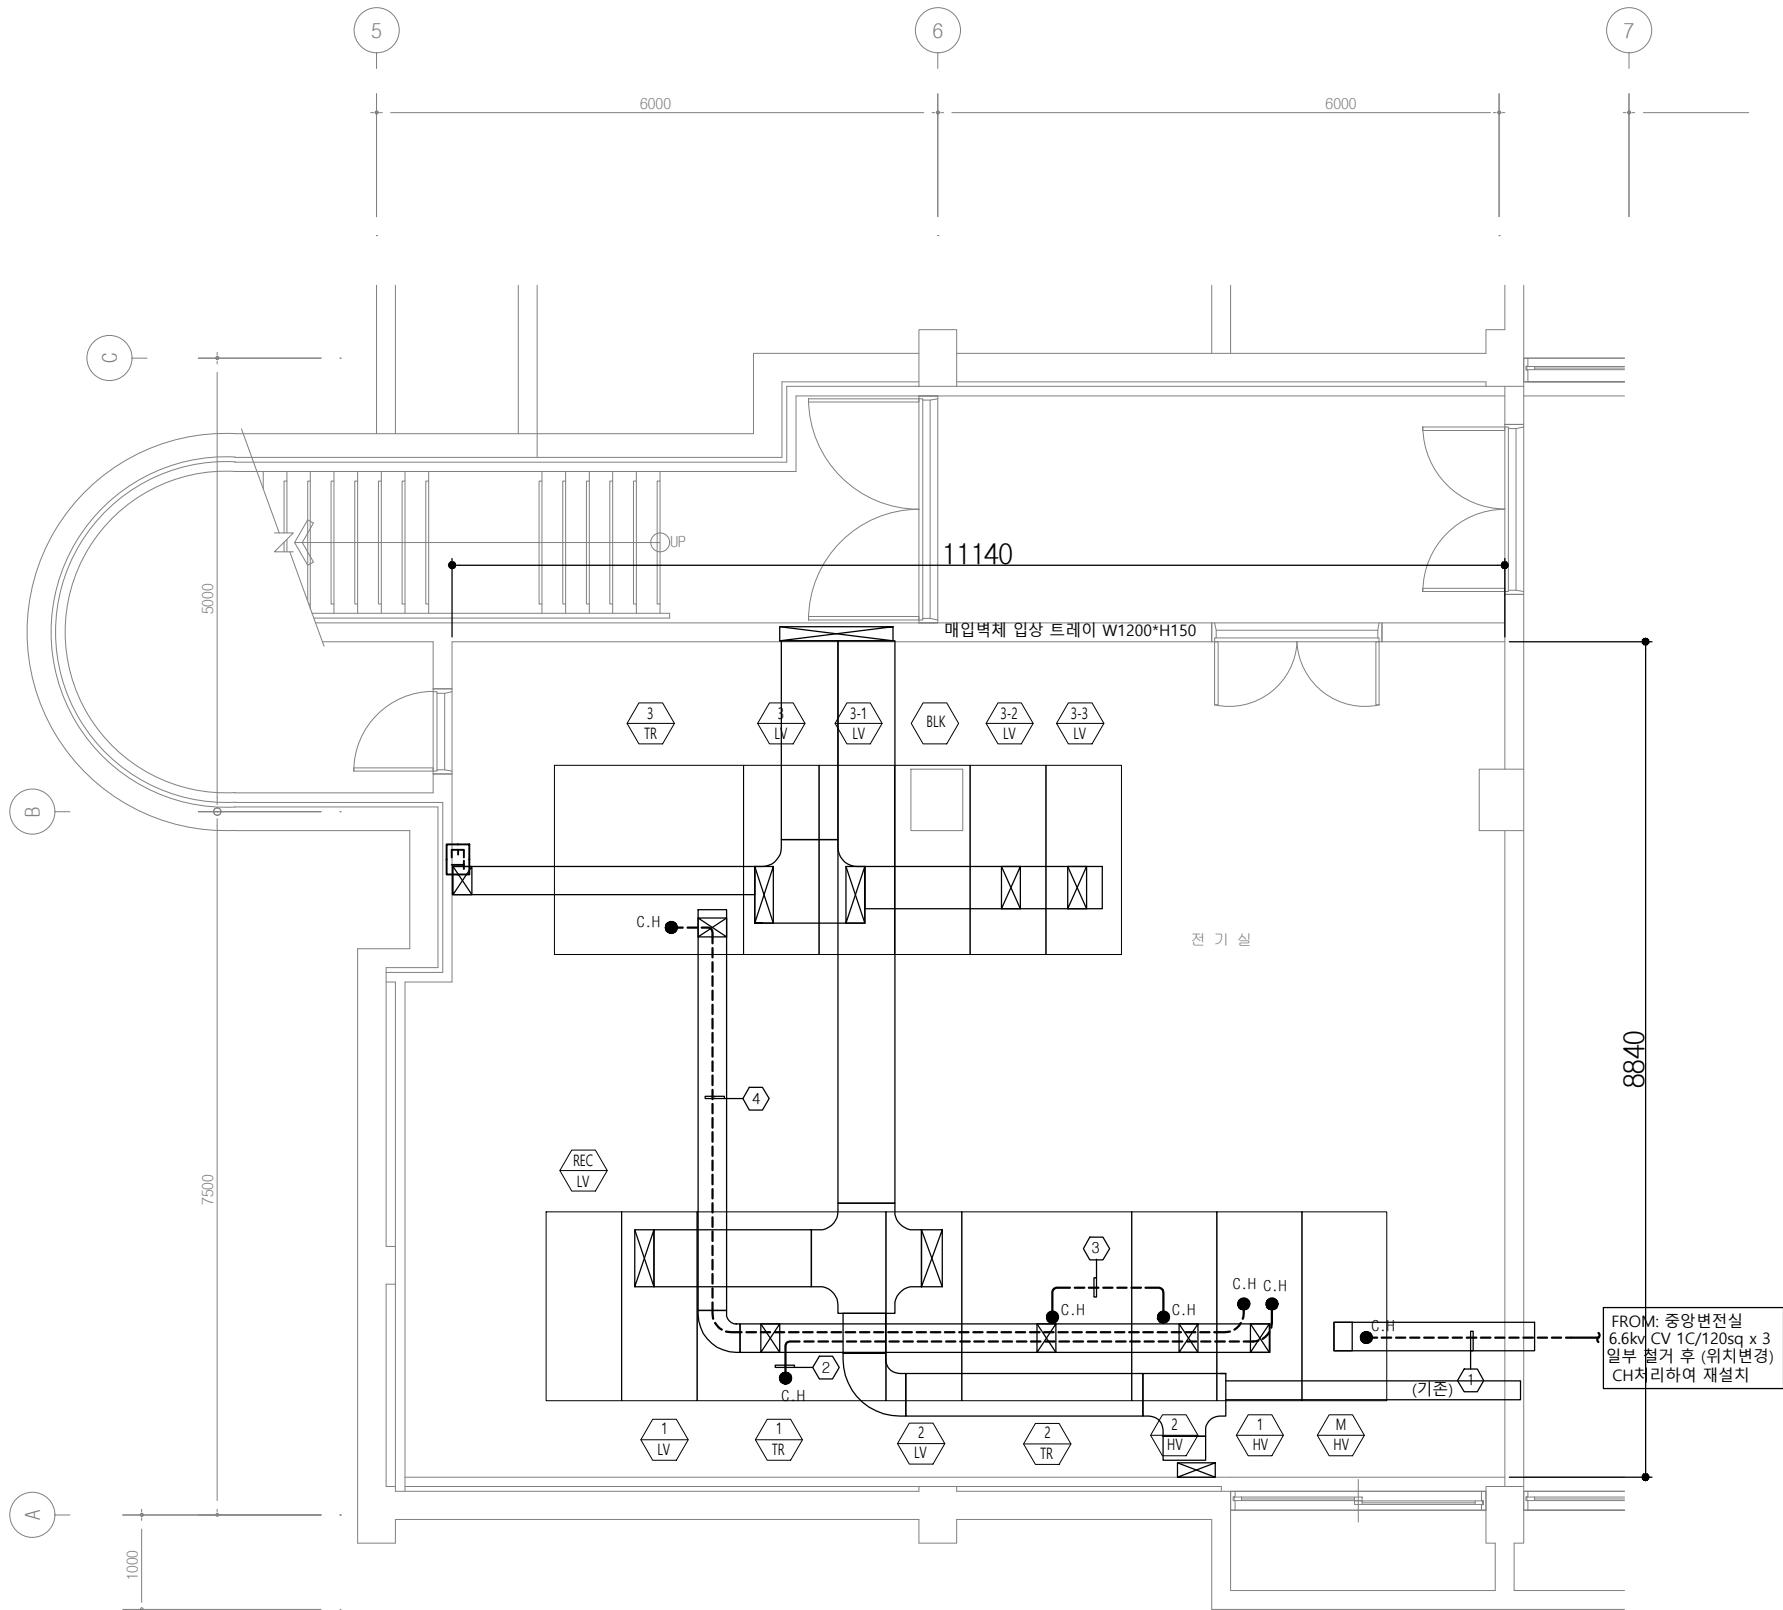 5
6
7
6000
6000
C
UP
11140
5000
매입벽체 입상 트레이 W1200*H150
3
TR
3
LV
3-1
LV
BLK
3-2
LV
3-3
LV
B
ET
C.H
전 기 실
8840
4
REC
LV
7500
3
C.H C.H
C.H
C.H
C.H
FROM: 중앙변전실
6.6kv CV 1C/120sq x 3
일부 철거 후 (위치변경)
CH처리하여 재설치
2
1
C.H
(기존)
1
LV
1
TR
2
LV
2
TR
2
HV
1
HV
M
HV
A
1000